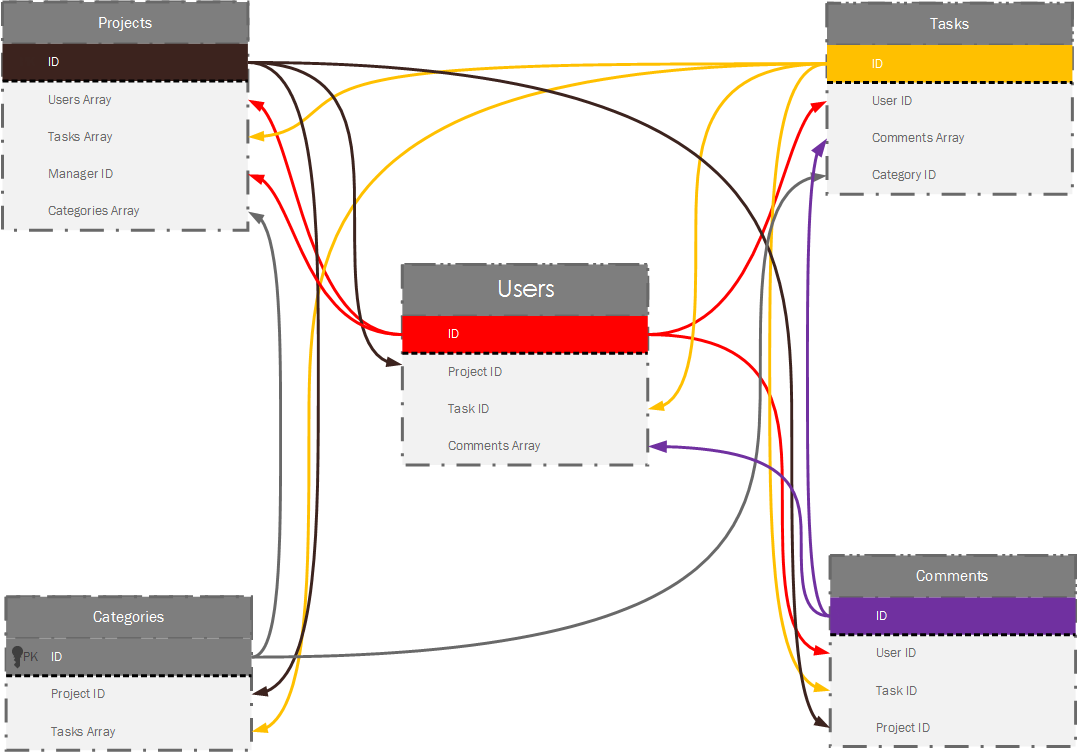 Projects
ID
Users Array
Tasks Array
Manager ID
Categories Array
Tasks
ID
User ID
Comments Array
Category ID
Users
ID
Project ID
Task ID
Comments Array
Categories
PK ID
Project ID
Tasks Array
Comments
ID
User ID
Task ID
Project ID